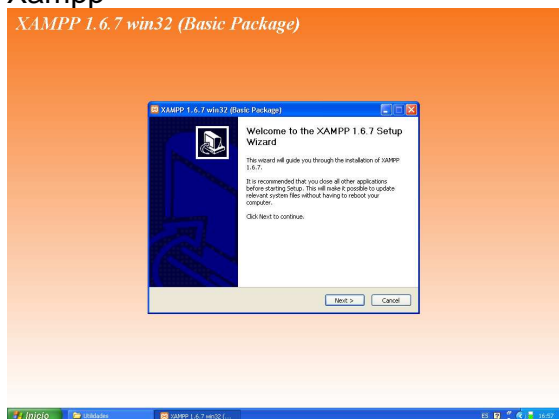 Xampp
XAMPP 1.6.7 win32 (Basic Package)
XAMPP 1.6.7 win32 (Basic Package)
Welcome to the XAMPP 1.6.7 Setup
Wizard
This wizard will guide you through the installation of XAMPP
1.6.7.
It is recommended that you close all other applications
before starting Setup. This will make it possible to update
relevant system files without having to reboot your
computer.
Click Next to continue.
Next >
Cancel
Inicio
Utilidades
XAMPP 1.6.7 win32 (...
ES
16:57